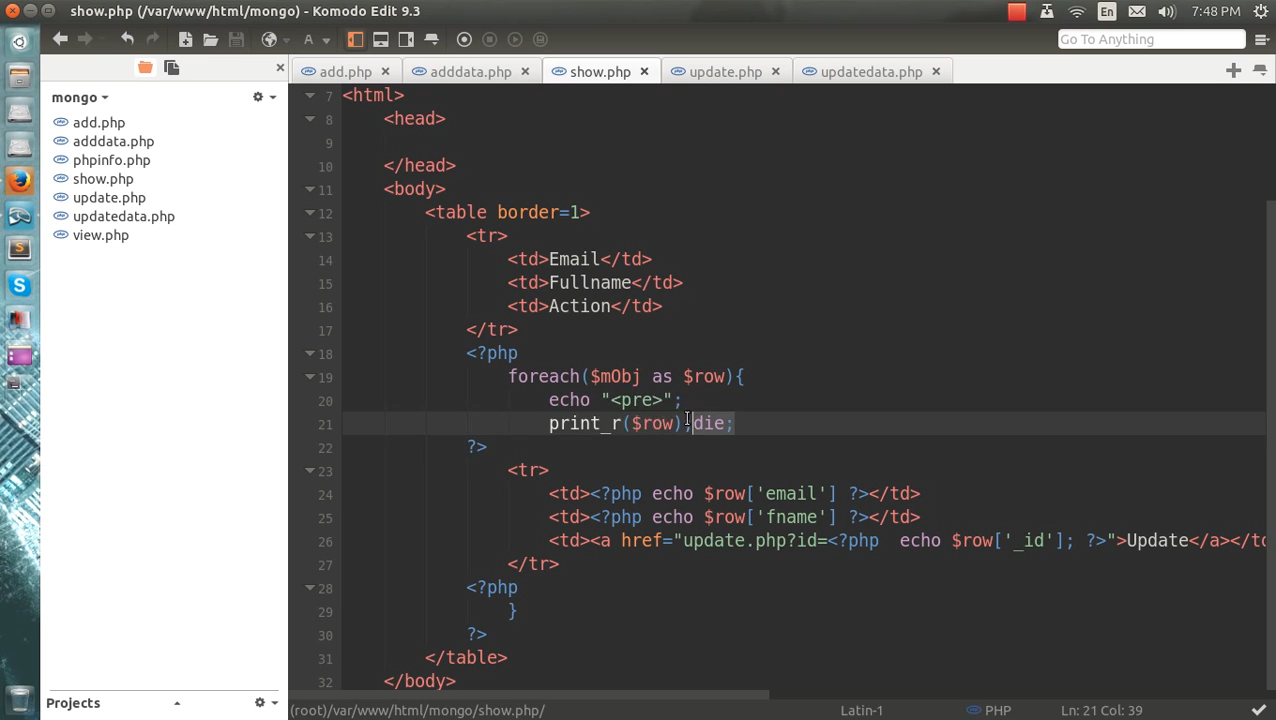 show.php (/var/www/html/mongo) - Komodo Edit 9.3
En
7:48 PM
Go To Anything
add.php
adddata.php
show.php
update.php
updatedata.php
mongo
add.php
adddata.php
phpinfo.php
show.php
update.php
updatedata.php
view.php
Projects
7 <html>
8 <head>
9
10 </head>
11 <body>
12 <table border=1>
13 <tr>
14 <td>Email</td>
15 <td>Fullname</td>
16 <td>Action</td>
17 </tr>
18 <?php
19 foreach($mObj as $row){
20 echo "<pre>";
21 print_r($row);die;
22 ?>
23 <tr>
24 <td><?php echo $row['email'] ?></td>
25 <td><?php echo $row['fname'] ?></td>
26 <td><a href="update.php?id=<?php  echo $row['_id']; ?>">Update</a></td
27 </tr>
28 <?php
29 }
30 ?>
31 </table>
32 </body>
(root)/var/www/html/mongo/show.php/
Latin-1
PHP
Ln: 21 Col: 39